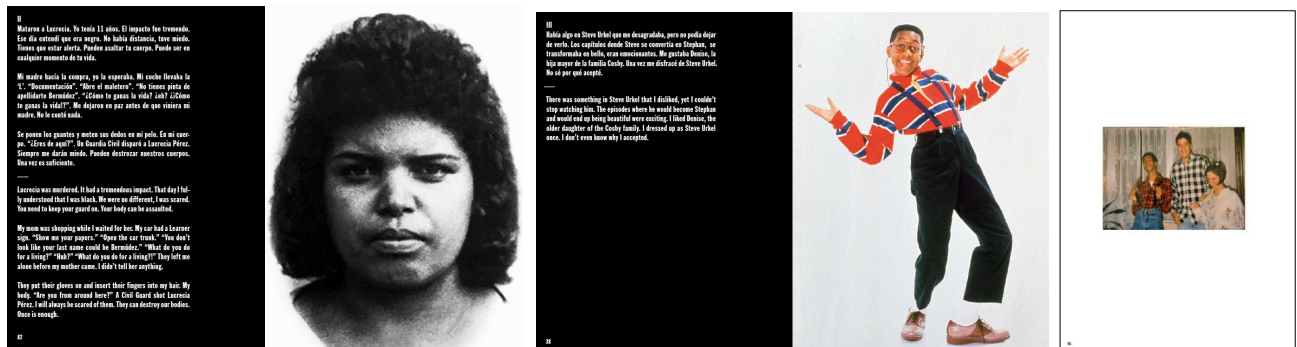 II
Mataron a Lucrecia. Yo tenía 11 años. El impacto fue tremendo.
Ese día entendí que era negro. No había distancia, tuve miedo.
Tienes que estar alerta. Pueden asaltar tu cuerpo. Puede ser en
cualquier momento de tu vida.
Mi madre hacía la compra, yo la esperaba. Mi coche llevaba la
‘L’. “Documentación”. “Abre el maletero”. “No tienes pinta de
apellidarte Bermúdez”. “¿Cómo te ganas la vida? ¿eh? ¿¡Cómo
te ganas la vida!?”. Me dejaron en paz antes de que viniera mi
madre. No le conté nada.
Se ponen los guantes y meten sus dedos en mi pelo. En mi cuer-
po. “¿Eres de aquí?”. Un Guardia Civil disparó a Lucrecia Pérez.
Siempre me darán miedo. Pueden destrozar nuestros cuerpos.
Una vez es suficiente.
Lucrecia was murdered. It had a tremendous impact. That day I ful-
ly understood that I was black. We were no different, I was scared.
You need to keep your guard on. Your body can be assaulted.
My mom was shopping while I waited for her. My car had a Learner
sign. “Show me your papers.” “Open the car trunk.” “You don’t
look like your last name could be Bermúdez.” “What do you do
for a living?” “Huh?” “What do you do for a living?!” They left me
alone before my mother came. I didn’t tell her anything.
They put their gloves on and insert their fingers into my hair. My
body. “Are you from around here?” A Civil Guard shot Lucrecia
Pérez. I will always be scared of them. They can destroy our bodies.
Once is enough.
III
Había algo en Steve Urkel que me desagradaba, pero no podía dejar
de verlo. Los capítulos donde Steve se convertía en Stephan, se
transformaba en bello, eran emocionantes. Me gustaba Denise, la
hija mayor de la familia Cosby. Una vez me disfracé de Steve Urkel.
No sé por qué acepté.
There was something in Steve Urkel that I disliked, yet I couldn’t
stop watching him. The episodes where he would become Stephan
and would end up being beautiful were exciting. I liked Denise, the
older daughter of the Cosby family. I dressed up as Steve Urkel
once. I don’t even know why I accepted.
38